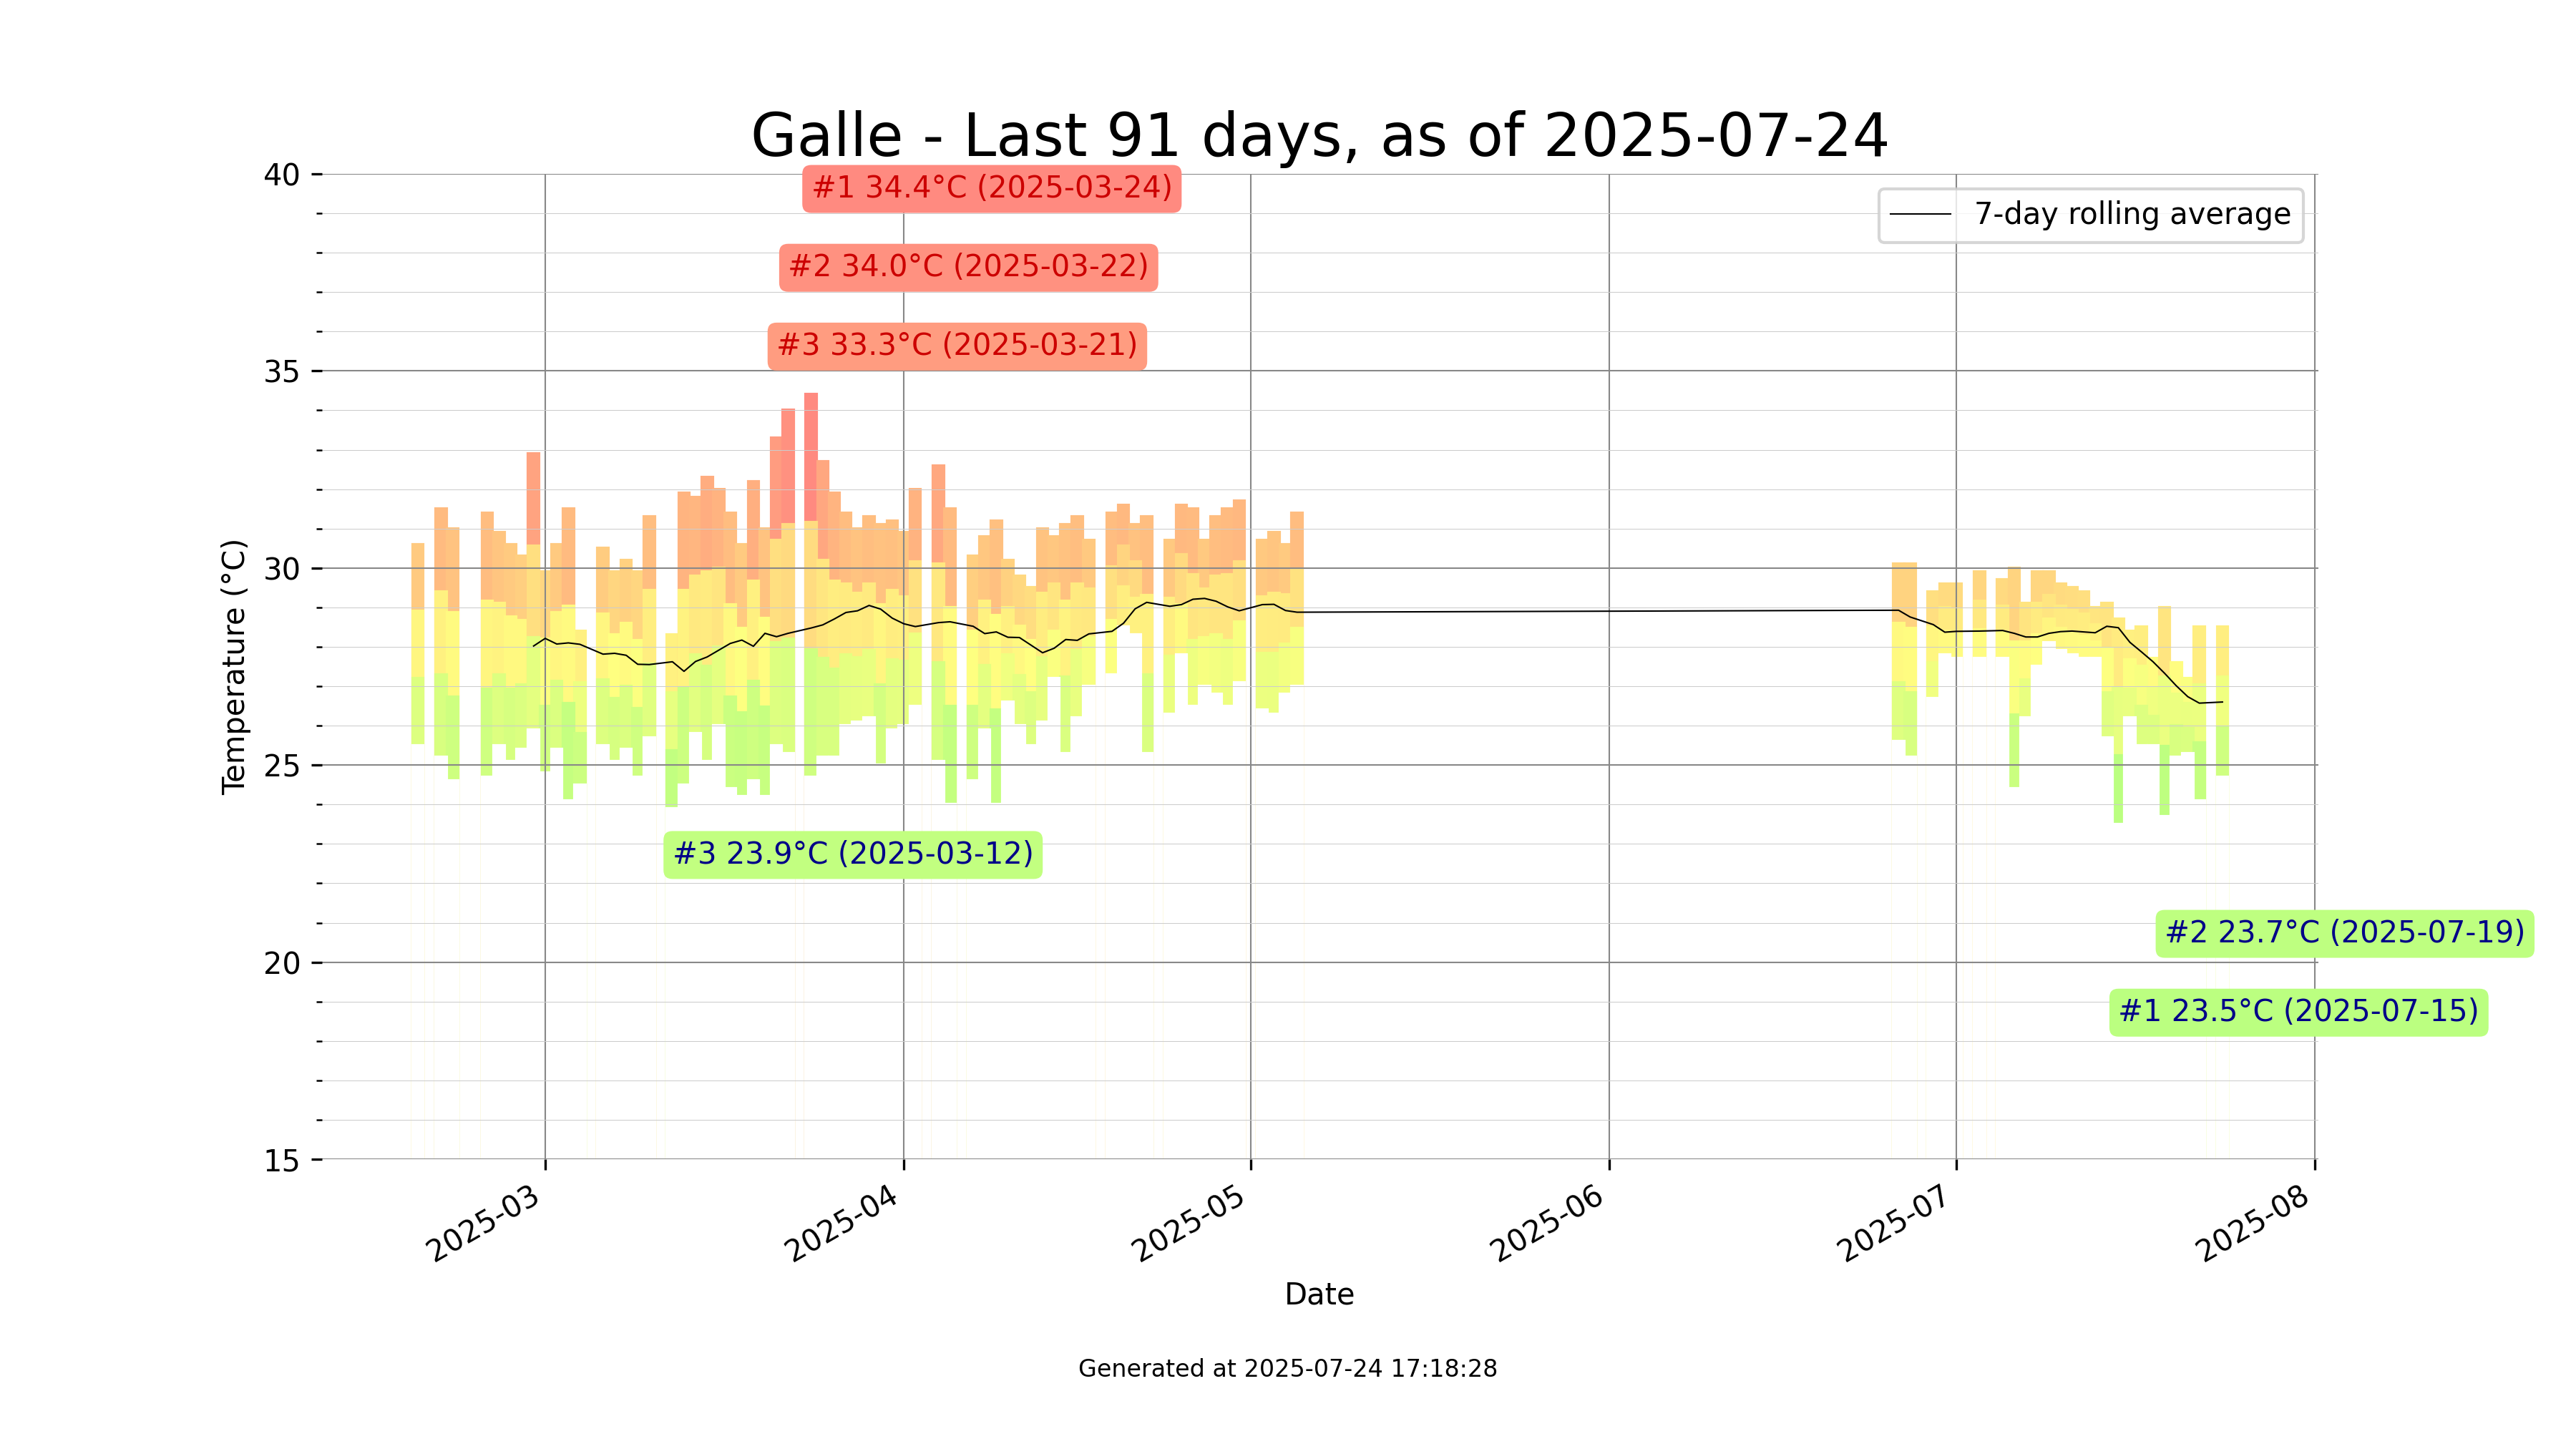 Galle - Last 91 days, as of 2025-07-24
40
35
30
25
20
15
Temperature (°C)
7-day rolling average
#1 34.4°C (2025-03-24)
#2 34.0°C (2025-03-22)
#3 33.3°C (2025-03-21)
#3 23.9°C (2025-03-12)
#2 23.7°C (2025-07-19)
#1 23.5°C (2025-07-15)
2025-03
2025-04
2025-05
2025-06
2025-07
2025-08
Date
Generated at 2025-07-24 17:18:28